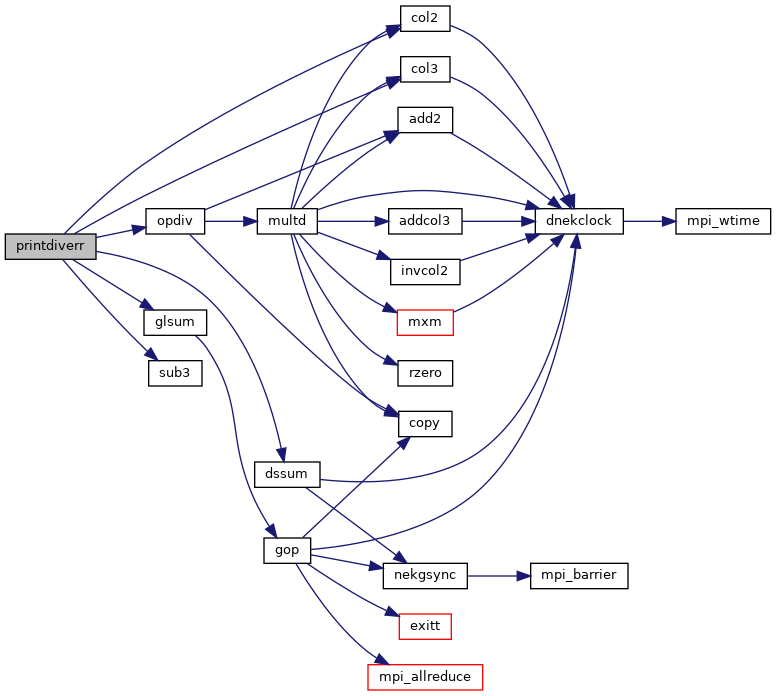 col2
col3
add2
opdiv
multd
addcol3
dnekclock
mpi_wtime
printdiverr
invcol2
glsum
mxm
sub3
rzero
copy
dssum
gop
nekgsync
mpi_barrier
exitt
mpi_allreduce